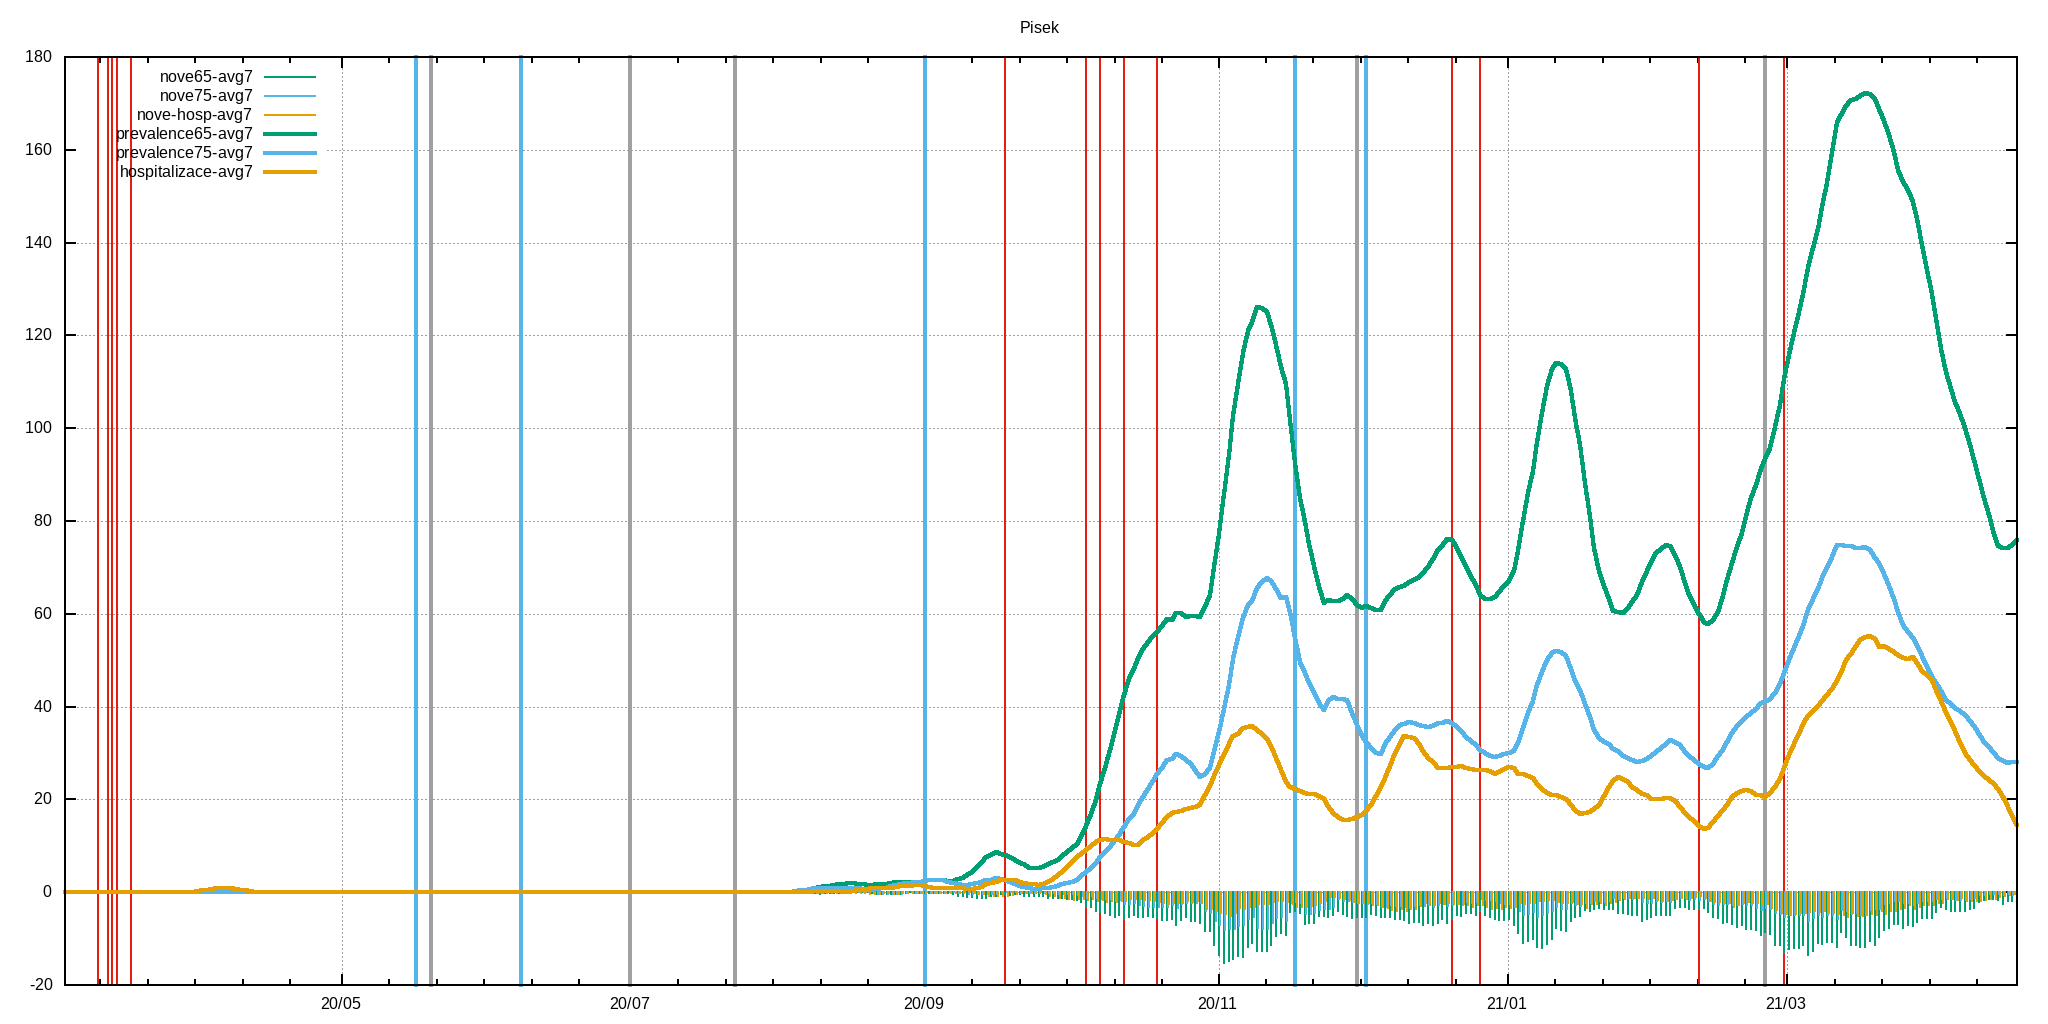 Pisek
180
160
140
120
100
80
60
40
20
0
-20
nove65-avg7
nove75-avg7
nove-hosp-avg7
prevalence65-avg7
prevalence75-avg7
hospitalizace-avg7
20/05 20/07 20/09 20/11 21/01 21/03